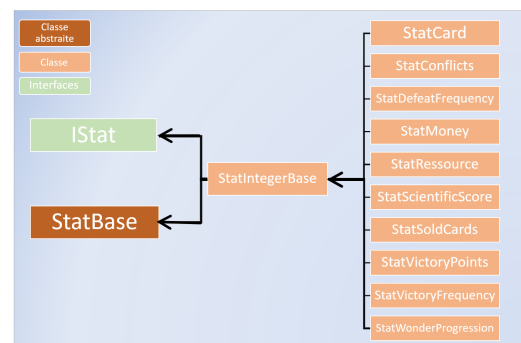 Classe
abstraite
Classe
Interfaces
IStat
StatBase
StatIntegerBase
StatCard
StatConflicts
StatDefeatFrequency
StatMoney
StatRessource
StatScientificScore
StatSoldCards
StatVictoryPoints
StatVictoryFrequency
StatWonderProgression